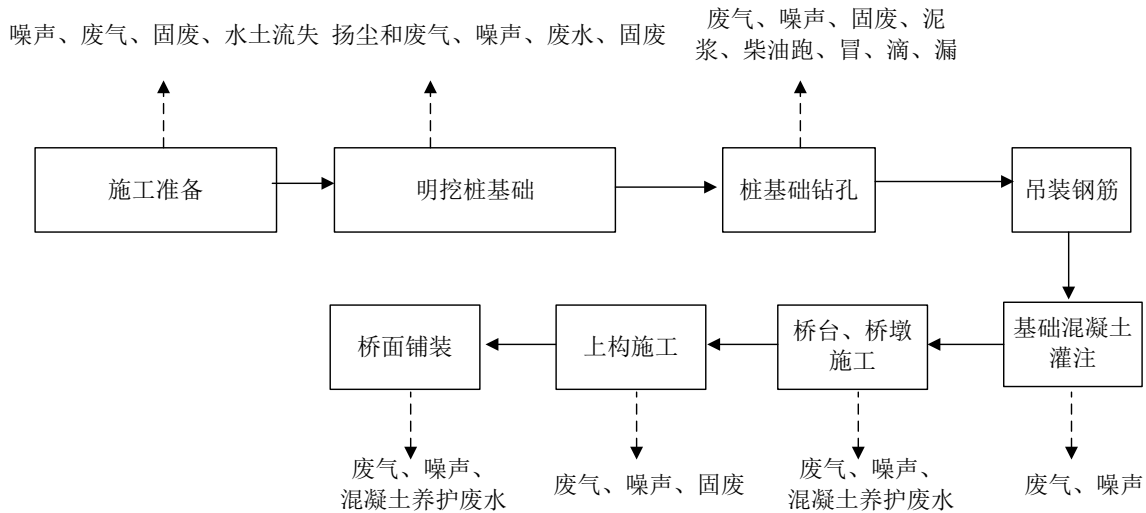 噪声、废气、固废、水土流失
扬尘和废气、噪声、废水、固废
废气、噪声、固废、泥
浆、柴油跑、冒、滴、漏
施工准备
明挖桩基础
桩基础钻孔
吊装钢筋
桥面铺装
上构施工
桥台、桥墩
施工
基础混凝土
灌注
废气、噪声、
混凝土养护废水
废气、噪声、固废
废气、噪声、
混凝土养护废水
废气、噪声